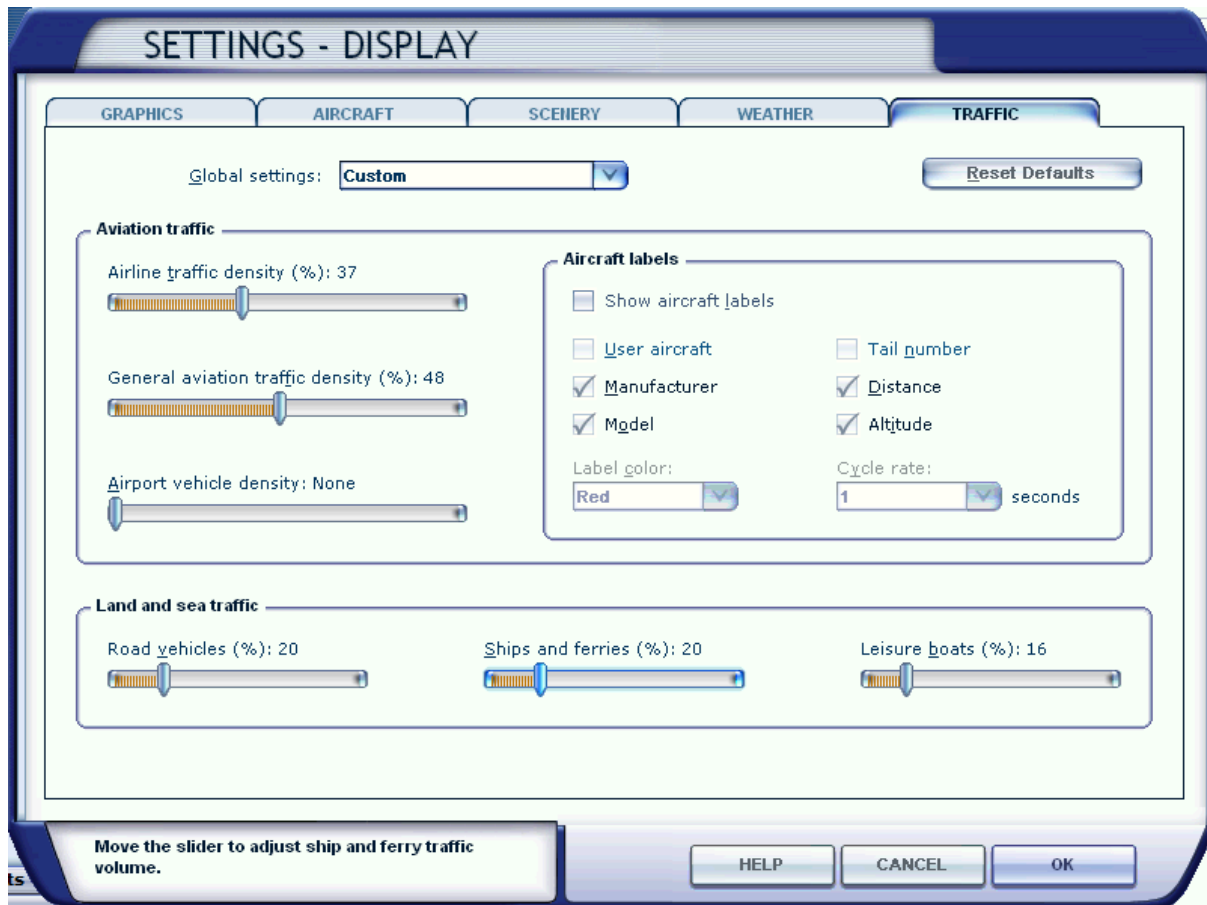 SETTINGS - DISPLAY
GRAPHICS
AIRCRAFT
SCENERY
WEATHER
TRAFFIC
Global settings: Custom
Reset Defaults
Aviation traffic
Airline traffic density (%): 37
General aviation traffic density (%): 48
Airport vehicle density: None
Aircraft labels
Show aircraft labels
User aircraft
Tail number
Manufacturer
Distance
Model
Altitude
Label color:
Cycle rate:
Red
1 seconds
Land and sea traffic
Road vehicles (%): 20
Ships and ferries (%): 20
Leisure boats (%): 16
Move the slider to adjust ship and ferry traffic
volume.
HELP
CANCEL
OK
ts